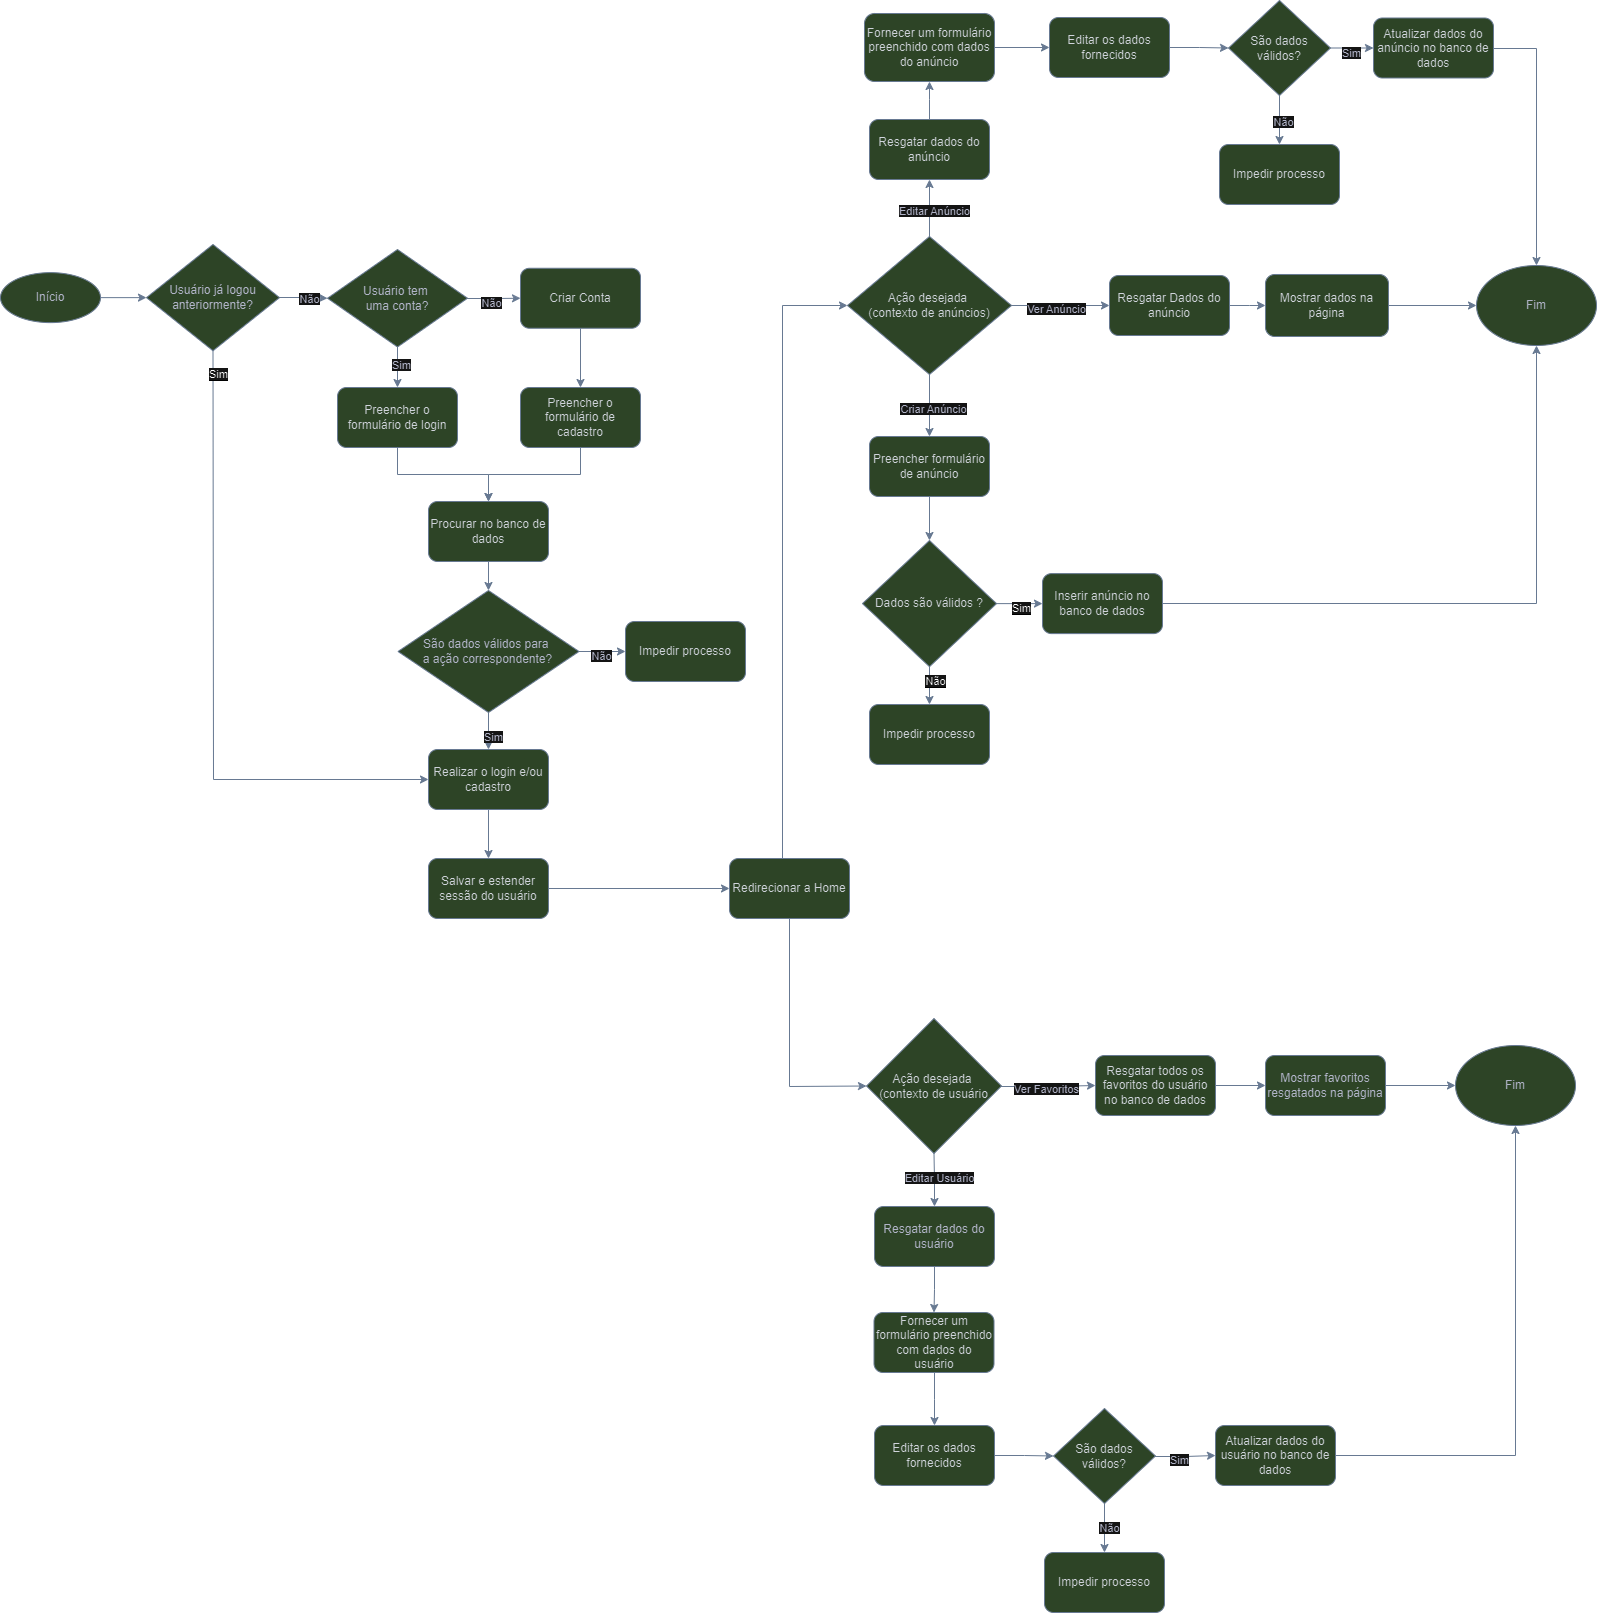 Início
Usuário já logou
anteriormente?
Não
Sim
Usuário tem
uma conta?
Não
Sim
Criar Conta
Preencher o
formulário de login
Preencher o
formulário de
cadastro
Procurar no banco de
dados
São dados válidos para
a ação correspondente?
Não
Impedir processo
Sim
Realizar o login e/ou
cadastro
Salvar e estender
sessão do usuário
Redirecionar a Home
Ação desejada
(contexto de anúncios)
Editar Anúncio
Resgatar dados do
anúncio
Fornecer um formulário
preenchido com dados
do anúncio
Editar os dados
fornecidos
São dados
válidos?
Sim
Atualizar dados do
anúncio no banco de
dados
Não
Impedir processo
Ver Anúncio
Resgatar Dados do
anúncio
Mostrar dados na
página
Fim
Criar Anúncio
Preencher formulário
de anúncio
Dados são válidos ?
Sim
Inserir anúncio no
banco de dados
Não
Impedir processo
Ação desejada
(contexto de usuário
Ver Favoritos
Resgatar todos os
favoritos do usuário
no banco de dados
Mostrar favoritos
resgatados na página
Fim
Editar Usuário
Resgatar dados do
usuário
Fornecer um
formulário preenchido
com dados do
usuário
Editar os dados
fornecidos
São dados
válidos?
Sim
Atualizar dados do
usuário no banco de
dados
Não
Impedir processo